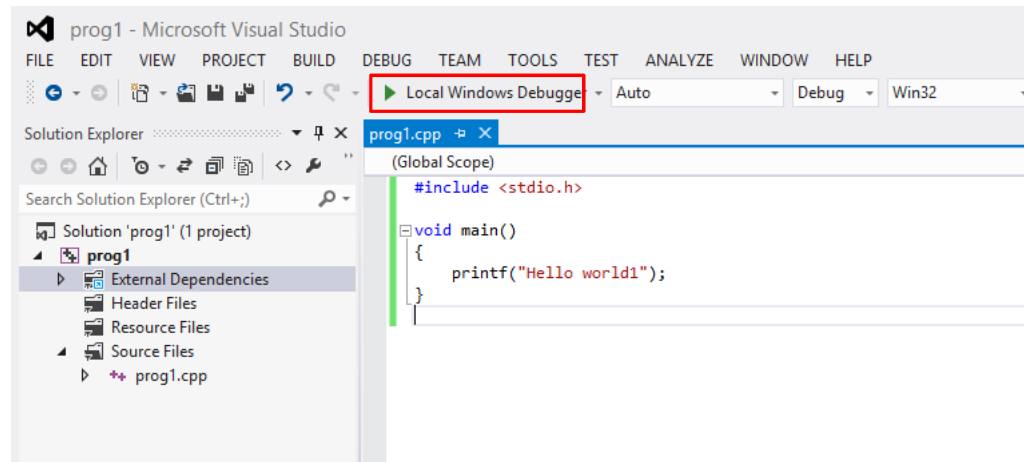 prog1 - Microsoft Visual Studio
FILE EDIT VIEW PROJECT BUILD DEBUG TEAM TOOLS TEST ANALYZE WINDOW HELP
Local Windows Debugger Auto Debug Win32
Solution Explorer
prog1.cpp
(Global Scope)
Search Solution Explorer (Ctrl+;)
Solution 'prog1' (1 project)
prog1
External Dependencies
Header Files
Resource Files
Source Files
prog1.cpp
#include <stdio.h>
void main()
{
printf("Hello world1");
}